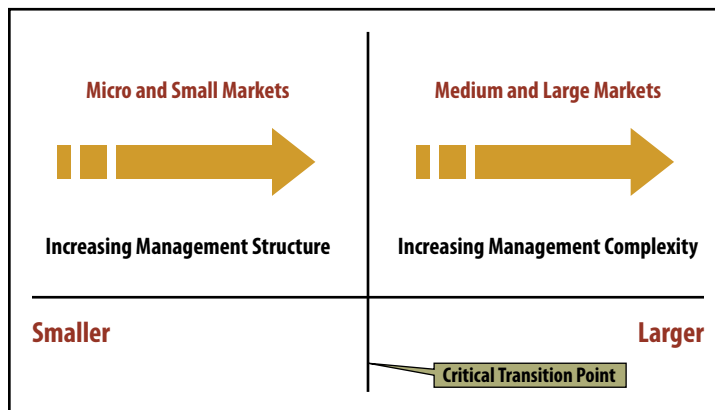 Micro and Small Markets
Medium and Large Markets
Increasing Management Structure
Increasing Management Complexity
Smaller
Larger
Critical Transition Point